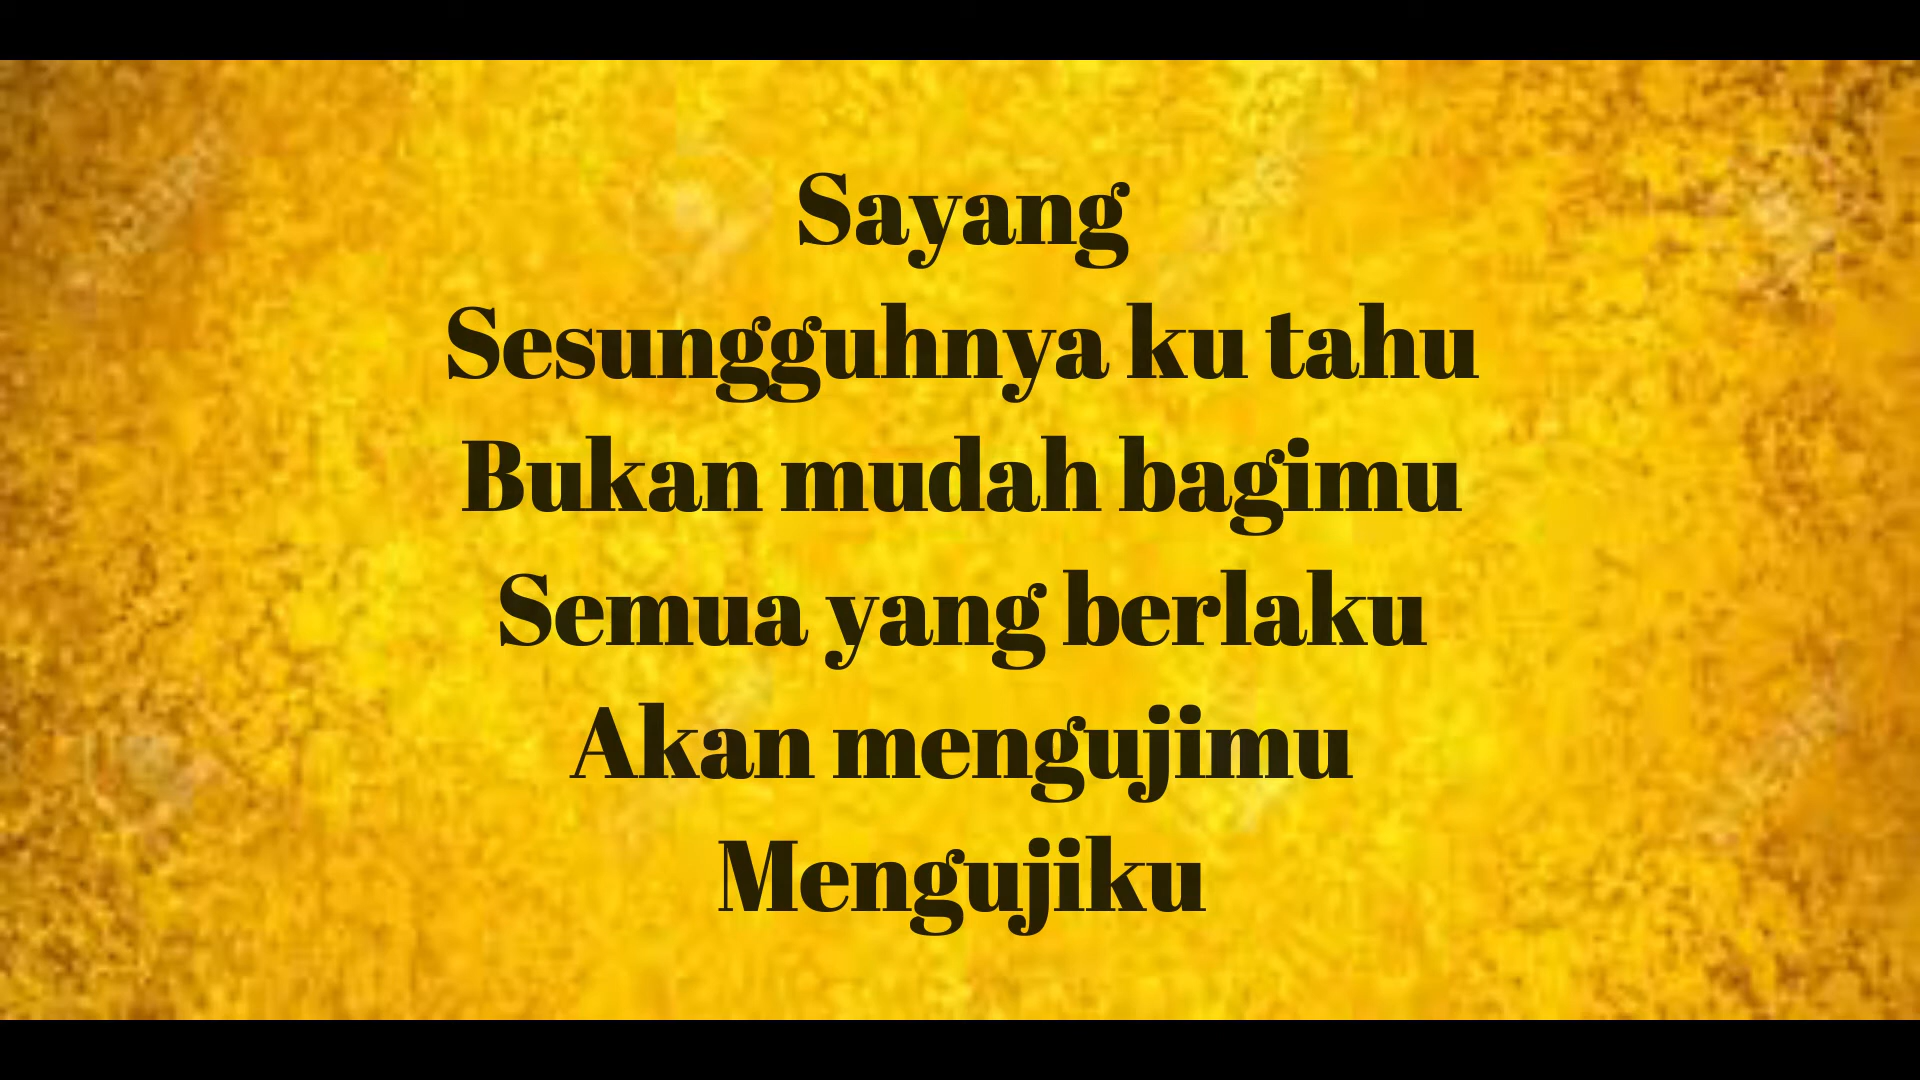 Sayang
Sesungguhnya ku tahu
Bukan mudah bagimu
Semua yang berlaku
Akan mengujimu
Mengujiku